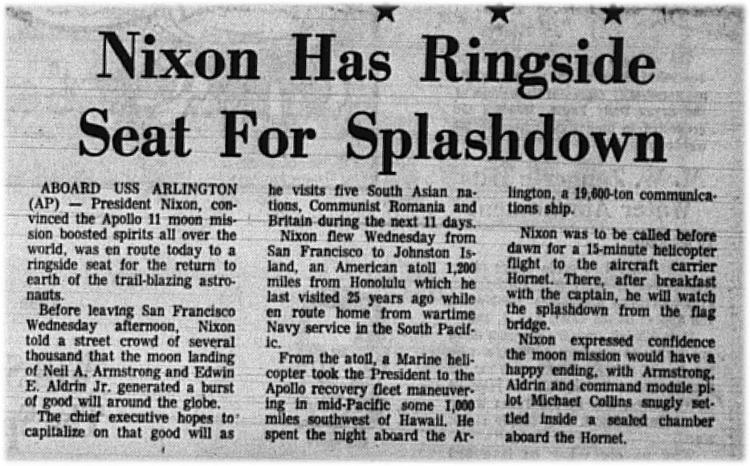 Nixon Has Ringside
Seat For Splashdown
ABOARD USS ARLINGTON
(AP) — President Nixon, con-
vinced the Apollo 11 moon mis-
sion boosted spirits all over the
world, was en route today to a
ringside seat for the return to
earth of the trail-blazing astro-
nauts.
Before leaving San Francisco
Wednesday afternoon, Nixon
told a street crowd of several
thousand that the moon landing
of Neil A. Armstrong and Edwin
E. Aldrin Jr. generated a burst
of good will around the globe.
The chief executive hopes to
capitalize on that good will as
he visits five South Asian na-
tions, Communist Romania and
Britain during the next 11 days.
Nixon flew Wednesday from
San Francisco to Johnston Is-
land, an American atoll 1,200
miles from Honolulu which he
last visited 25 years ago while
en route home from wartime
Navy service in the South Pacif-
ic.
From the atoll, a Marine heli-
copter took the President to the
Apollo recovery fleet maneuver-
ing in mid-Pacific some 1,000
miles southwest of Hawaii. He
spent the night aboard the Ar-
lington, a 19,600-ton communica-
tions ship.
Nixon was to be called before
dawn for a 15-minute helicopter
flight to the aircraft carrier
Hornet. There, after breakfast
with the captain, he will watch
the splashdown from the flag
bridge.
Nixon expressed confidence
the moon mission would have a
happy ending, with Armstrong,
Aldrin and command module pi-
lot Michael Collins snugly set-
tled inside a sealed chamber
aboard the Hornet.